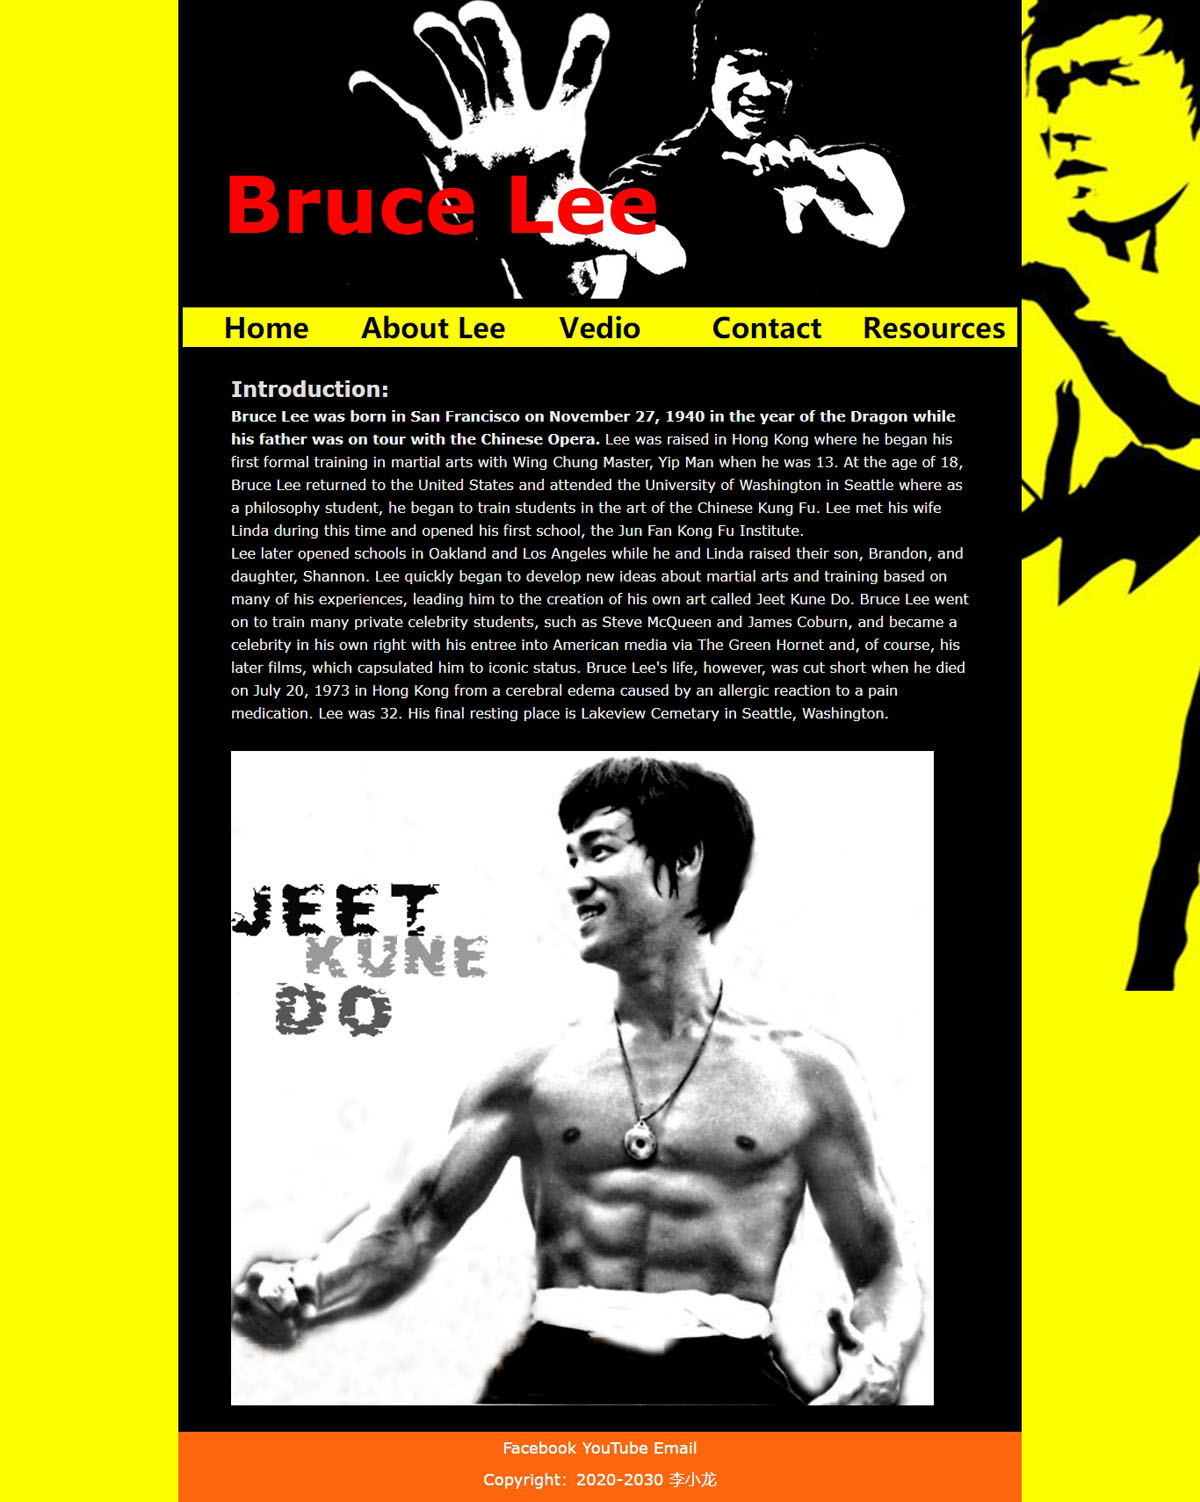 Bruce Lee
Home About Lee Vedio Contact Resources
Introduction:
Bruce Lee was born in San Francisco on November 27, 1940 in the year of the Dragon while
his father was on tour with the Chinese Opera. Lee was raised in Hong Kong where he began his
first formal training in martial arts with Wing Chung Master, Yip Man when he was 13. At the age of 18,
Bruce Lee returned to the United States and attended the University of Washington in Seattle where as
a philosophy student, he began to train students in the art of the Chinese Kung Fu. Lee met his wife
Linda during this time and opened his first school, the Jun Fan Kong Fu Institute.
Lee later opened schools in Oakland and Los Angeles while he and Linda raised their son, Brandon, and
daughter, Shannon. Lee quickly began to develop new ideas about martial arts and training based on
many of his experiences, leading him to the creation of his own art called Jeet Kune Do. Bruce Lee went
on to train many private celebrity students, such as Steve McQueen and James Coburn, and became a
celebrity in his own right with his entree into American media via The Green Hornet and, of course, his
later films, which capsulated him to iconic status. Bruce Lee's life, however, was cut short when he died
on July 20, 1973 in Hong Kong from a cerebral edema caused by an allergic reaction to a pain
medication. Lee was 32. His final resting place is Lakeview Cemetary in Seattle, Washington.
JEET
KUNE
DO
Facebook YouTube Email
Copyright：2020-2030 李小龙